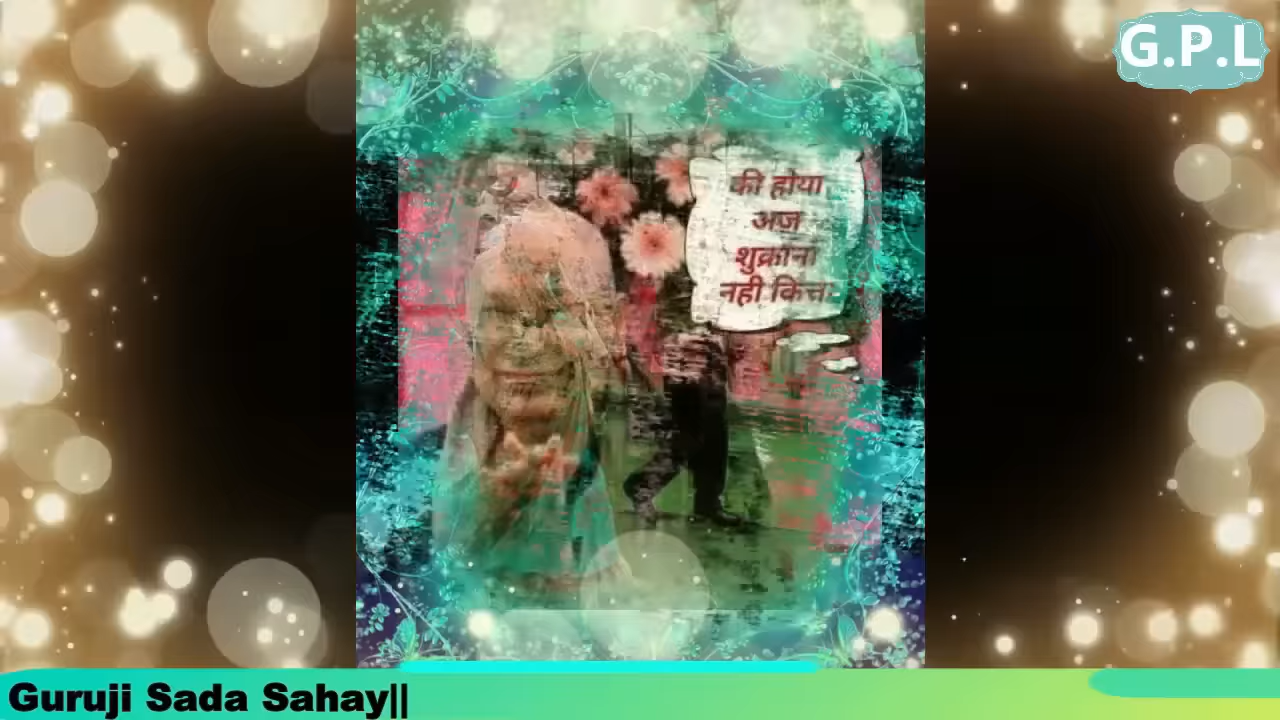 G.P.L
की होया
अज
शुक्राना
नही कित्ता
Guruji Sada Sahay||